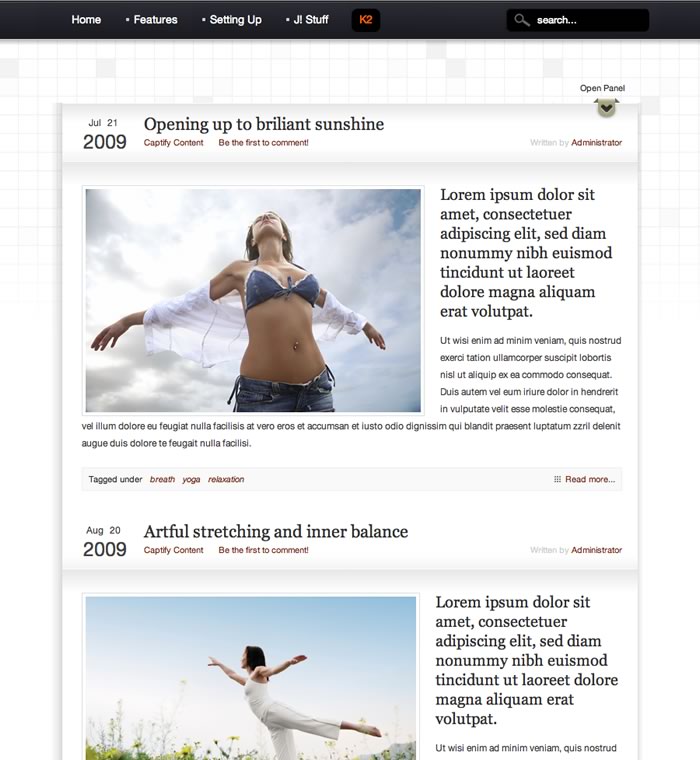 Home Features Setting Up J! Stuff K2 search...
Open Panel
Jul 21
2009
Opening up to briliant sunshine
Captify Content Be the first to comment! Written by Administrator
Lorem ipsum dolor sit
amet, consectetuer
adipiscing elit, sed diam
nonummy nibh euismod
tincidunt ut laoreet
dolore magna aliquam
erat volutpat.
Ut wisi enim ad minim veniam, quis nostrud
exerci tation ullamcorper suscipit lobortis
nisl ut aliquip ex ea commodo consequat.
Duis autem vel eum iriure dolor in hendrerit
in vulputate velit esse molestie consequat,
vel illum dolore eu feugiat nulla facilisis at vero eros et accumsan et iusto odio dignissim qui blandit praesent luptatum zzril delenit
augue duis dolore te feugait nulla facilisi.
Tagged under breath yoga relaxation Read more...
Aug 20
2009
Artful stretching and inner balance
Captify Content Be the first to comment! Written by Administrator
Lorem ipsum dolor sit
amet, consectetuer
adipiscing elit, sed diam
nonummy nibh euismod
tincidunt ut laoreet dolore
magna aliquam erat
volutpat.
Ut wisi enim ad minim veniam, quis nostrud